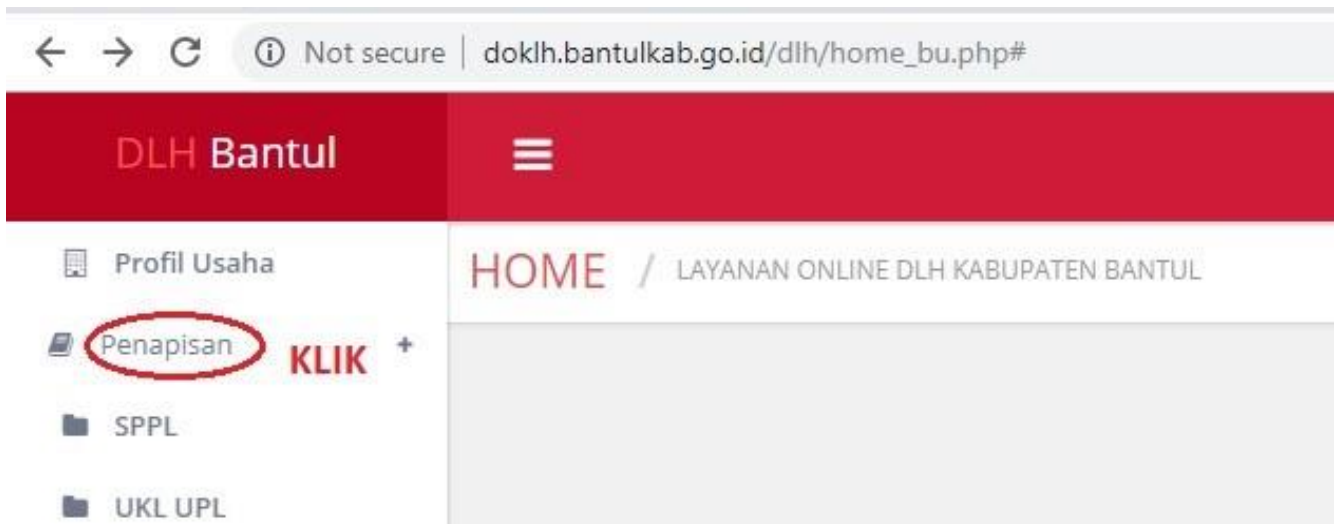 Not secure | doklh.bantulkab.go.id/dlh/home_bu.php#
DLH Bantul
Profil Usaha
HOME / LAYANAN ONLINE DLH KABUPATEN BANTUL
Penapisan KLIK +
SPPL
UKL UPL